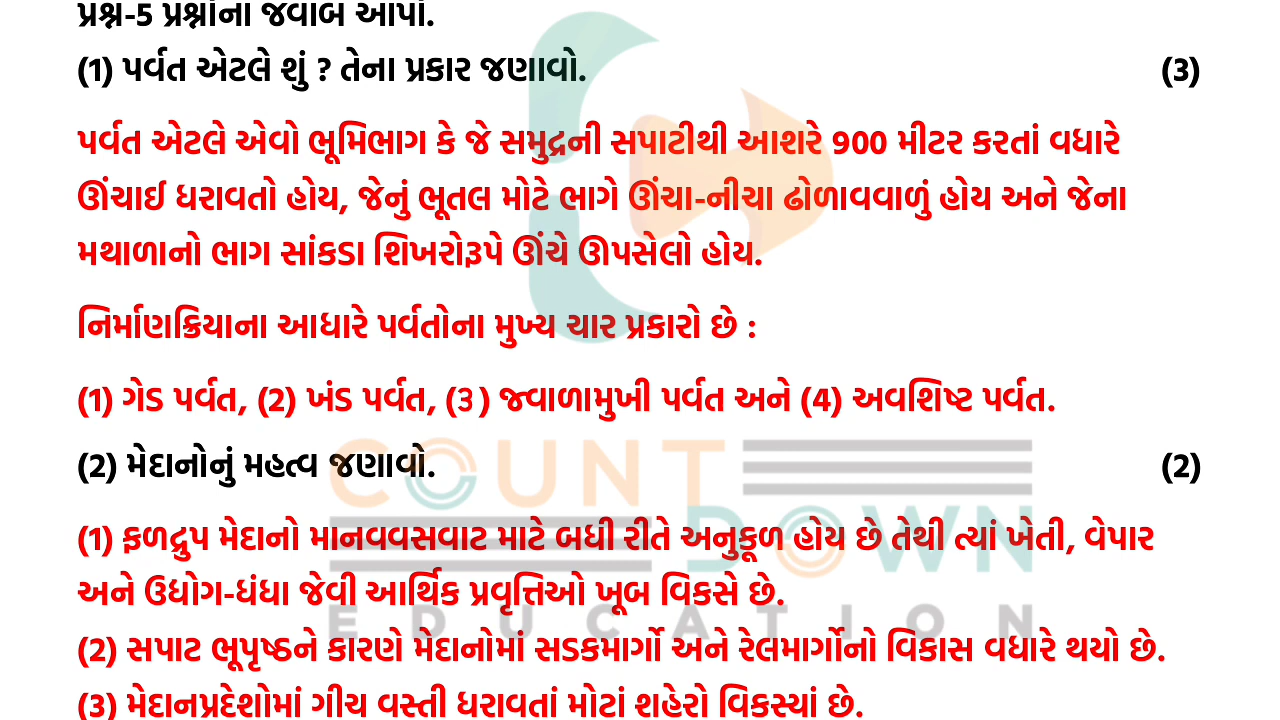 પ્રશ્ન-5 પ્રશ્નોના જવાબ આપો.
(1) પર્વત એટલે શું ? તેના પ્રકાર જણાવો. (3)
પર્વત એટલે એવો ભૂમિભાગ કે જે સમુદ્રની સપાટીથી આશરે 900 મીટર કરતાં વધારે
ઊંચાઈ ધરાવતો હોય, જેનું ભૂતલ મોટે ભાગે ઊંચા-નીચા ઢોળાવવાળું હોય અને જેના
મથાળાનો ભાગ સાંકડા શિખરોરૂપે ઊંચે ઊપસેલો હોય.
નિર્માણક્રિયાના આધારે પર્વતોના મુખ્ય ચાર પ્રકારો છે :
(1) ગેડ પર્વત, (2) ખંડ પર્વત, (૩) જ્વાળામુખી પર્વત અને (4) અવશિષ્ટ પર્વત.
(2) મેદાનોનું મહત્વ જણાવો. (2)
(1) ફળદ્રુપ મેદાનો માનવવસવાટ માટે બધી રીતે અનુકૂળ હોય છે તેથી ત્યાં ખેતી, વેપાર
અને ઉદ્યોગ-ધંધા જેવી આર્થિક પ્રવૃત્તિઓ ખૂબ વિકસે છે.
(2) સપાટ ભૂપૃષ્ઠને કારણે મેદાનોમાં સડકમાર્ગો અને રેલમાર્ગોનો વિકાસ વધારે થયો છે.
(3) મેદાનપ્રદેશોમાં ગીચ વસ્તી ધરાવતાં મોટાં શહેરો વિકસ્યાં છે.
COUNT
DOWN
EDUCATION